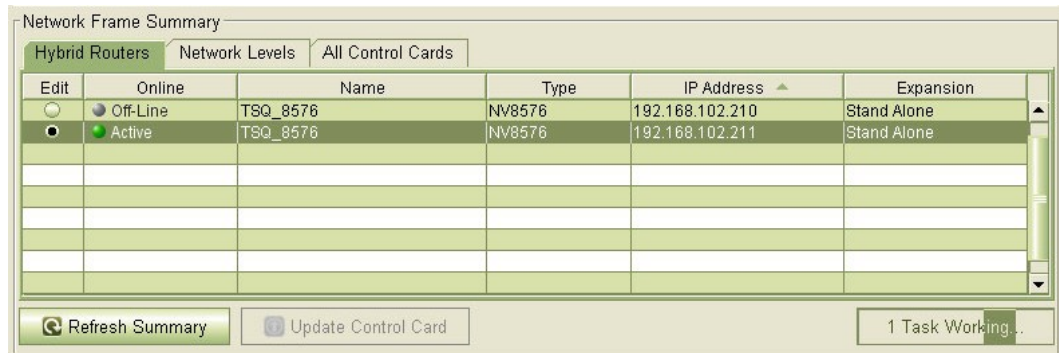 Network Frame Summary
Hybrid Routers Network Levels All Control Cards
Edit Online Name Type IP Address Expansion
Off-Line TSQ_8576 NV8576 192.168.102.210 Stand Alone
Active TSQ_8576 NV8576 192.168.102.211 Stand Alone
Refresh Summary Update Control Card 1 Task Working...